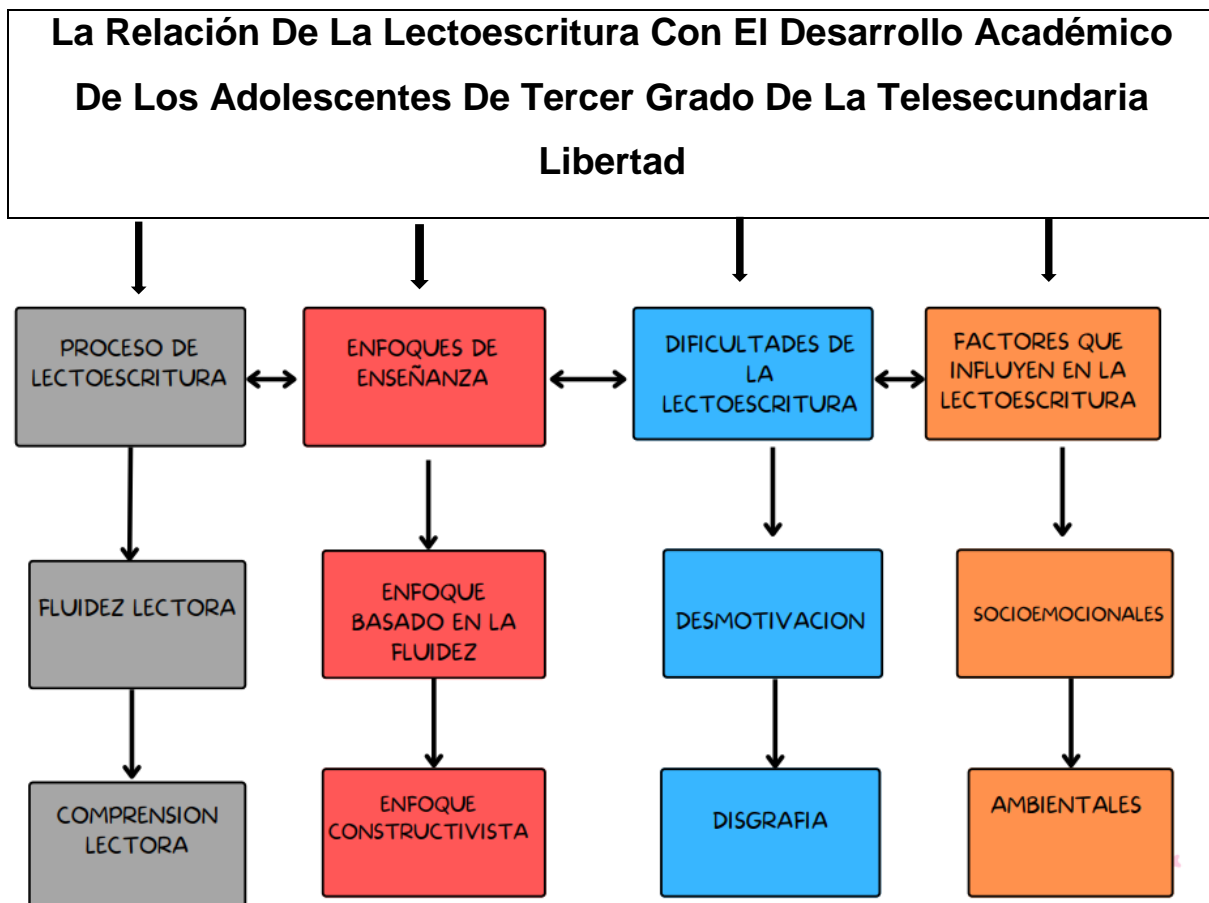 La Relación De La Lectoescritura Con El Desarrollo Académico
De Los Adolescentes De Tercer Grado De La Telesecundaria
Libertad
PROCESO DE
LECTOESCRITURA
ENFOQUES DE
ENSEÑANZA
DIFICULTADES DE
LA
LECTOESCRITURA
FACTORES QUE
INFLUYEN EN LA
LECTOESCRITURA
FLUIDEZ LECTORA
ENFOQUE
BASADO EN LA
FLUIDEZ
DESMOTIVACION
SOCIOEMOCIONALES
COMPRENSION
LECTORA
ENFOQUE
CONSTRUCTIVISTA
DISGRAFIA
AMBIENTALES